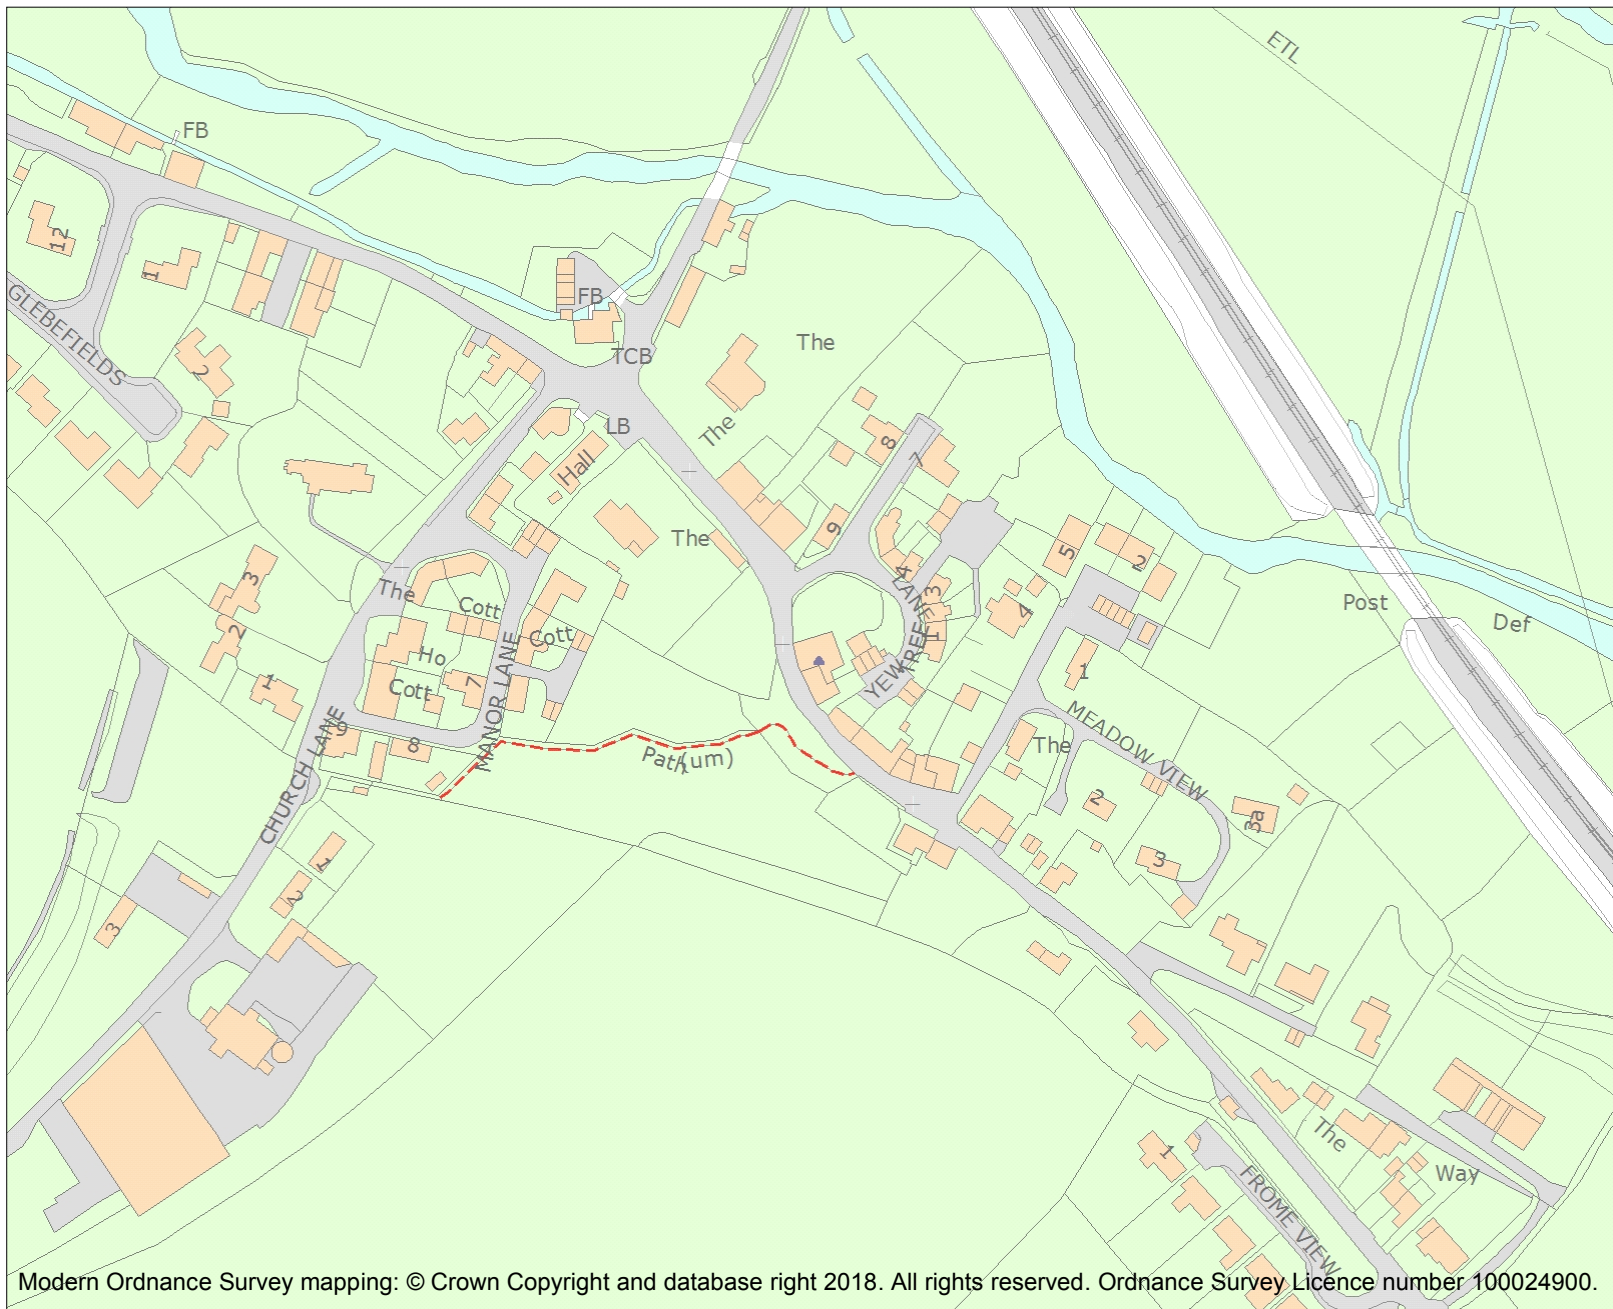 ETL
FB
12
1
GLEBEFIELDS
2
FB
TCB
The
The
LB
Hall
8
7
The
9
5
2
4
3
LANE
4
1
YEW TREE
Post
Def
3
2
1
The
Cott
Cott
Ho
Cott
7
MANOR LANE
9
8
Path
(um)
CHURCH LANE
1
MEADOW VIEW
The
2
3a
3
1
2
3
1
The
Way
FROME VIEW
Modern Ordnance Survey mapping: © Crown Copyright and database right 2018. All rights reserved. Ordnance Survey Licence number 100024900.